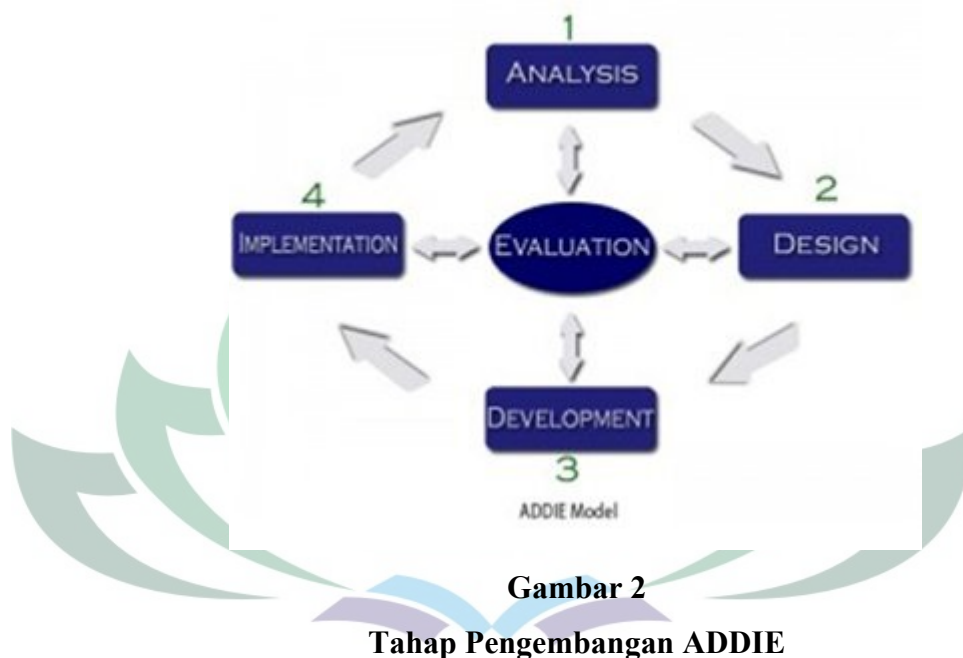 1
ANALYSIS
4
2
IMPLEMENTATION
EVALUATION
DESIGN
DEVELOPMENT
3
ADDIE Model
Gambar 2
Tahap Pengembangan ADDIE